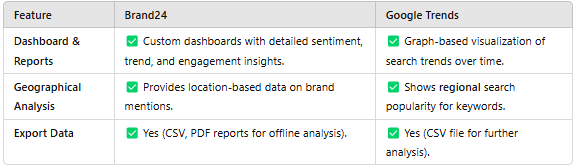 Feature Brand24 Google Trends
Dashboard & ✅ Custom dashboards with detailed sentiment, ✅ Graph-based visualization of
Reports trend, and engagement insights. search trends over time.
Geographical ✅ Provides location-based data on brand ✅ Shows regional search
Analysis mentions. popularity for keywords.
Export Data ✅ Yes (CSV, PDF reports for offline analysis). ✅ Yes (CSV file for further
analysis).